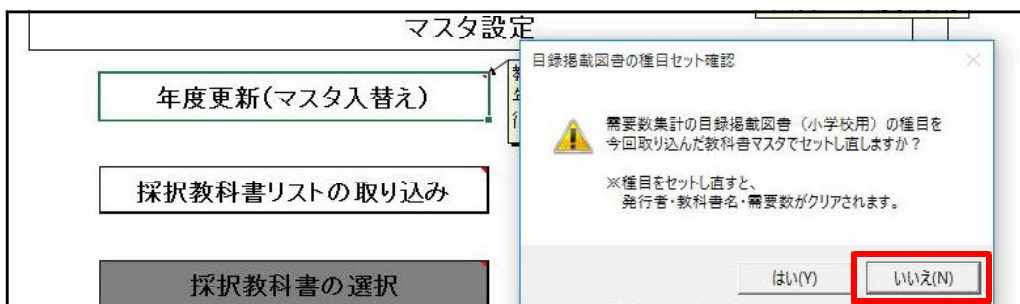 マスタ設定
年度更新(マスタ入替え)
採択教科書リストの取り込み
採択教科書の選択
目録掲載図書の種目セット確認
需要数集計の目録掲載図書（小学校用）の種目を
今回取り込んだ教科書マスタでセットし直しますか？
※種目をセットし直すと、
発行者・教科書名・需要数がクリアされます。
はい(Y)
いいえ(N)